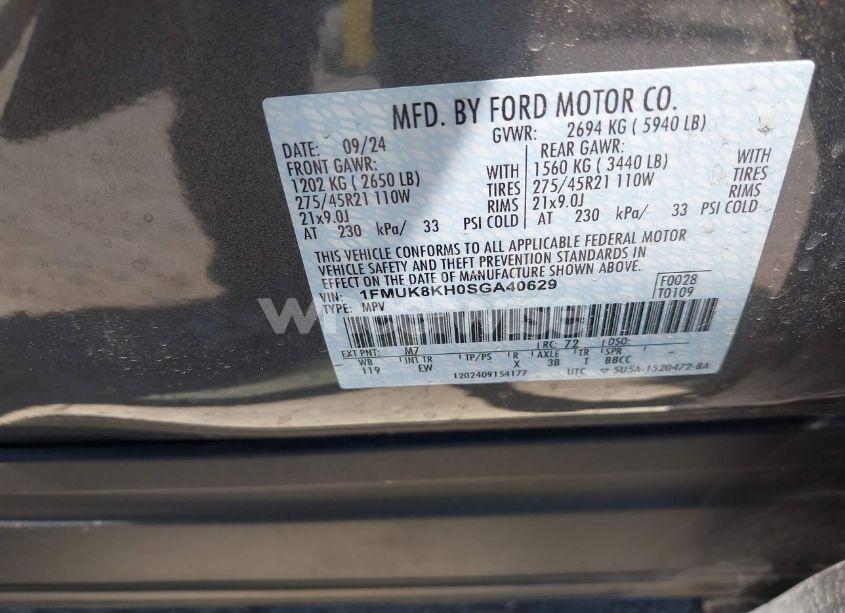 MFD. BY FORD MOTOR CO.
DATE: 09/24 GVWR: 2694 KG ( 5940 LB)
FRONT GAWR: REAR GAWR:
1202 KG ( 2650 LB) WITH 1560 KG ( 3440 LB) WITH
275/45R21 110W TIRES 275/45R21 110W TIRES
21x9.0J RIMS 21x9.0J RIMS
AT 230 kPa/ 33 PSI COLD AT 230 kPa/ 33 PSI COLD
THIS VEHICLE CONFORMS TO ALL APPLICABLE FEDERAL MOTOR
VEHICLE SAFETY AND THEFT PREVENTION STANDARDS IN
EFFECT ON THE DATE OF MANUFACTURE SHOWN ABOVE.
VIN: 1FMUK8KH0SGA40629 F0028
TYPE: MPV T0109
EXT PNT: M7 RC: 72 DSO:
WB INT TR TP/PS R AXLE TR SPR
119 EW X 3B T BBCC
1202409154177 UTC ▽ SU5A-1520472-BA